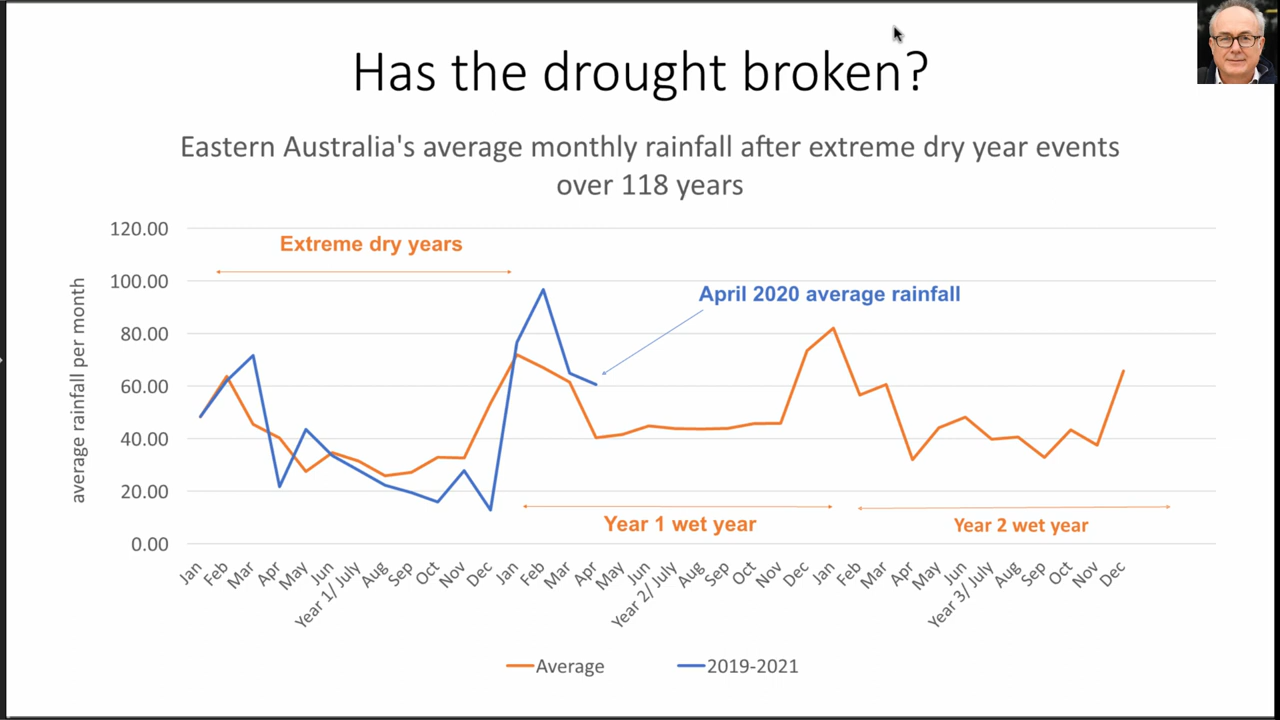 Has the drought broken?
Eastern Australia's average monthly rainfall after extreme dry year events
over 118 years
120.00
100.00
80.00
60.00
40.00
20.00
0.00
average rainfall per month
Extreme dry years
April 2020 average rainfall
Year 1 wet year
Year 2 wet year
Jan
Feb
Mar
Apr
May
Jun
Year 1/ July
Aug
Sep
Oct
Nov
Dec
Jan
Feb
Mar
Apr
May
Jun
Year 2/ July
Aug
Sep
Oct
Nov
Dec
Jan
Feb
Mar
Apr
May
Jun
Year 3/ July
Aug
Sep
Oct
Nov
Dec
Average
2019-2021